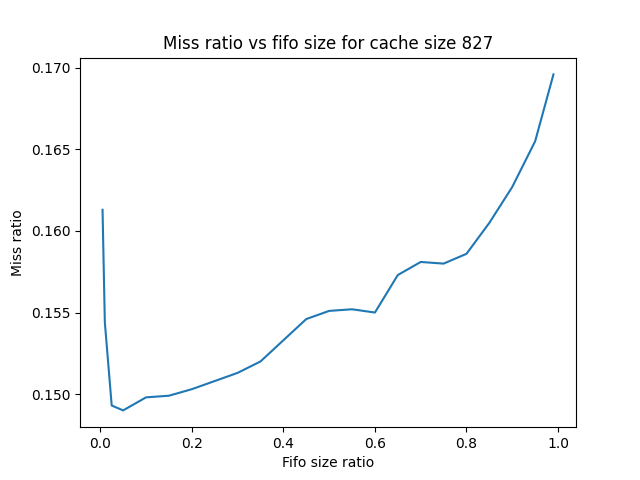 Miss ratio vs fifo size for cache size 827
0.170
0.165
0.160
0.155
0.150
Miss ratio
0.0 0.2 0.4 0.6 0.8 1.0
Fifo size ratio